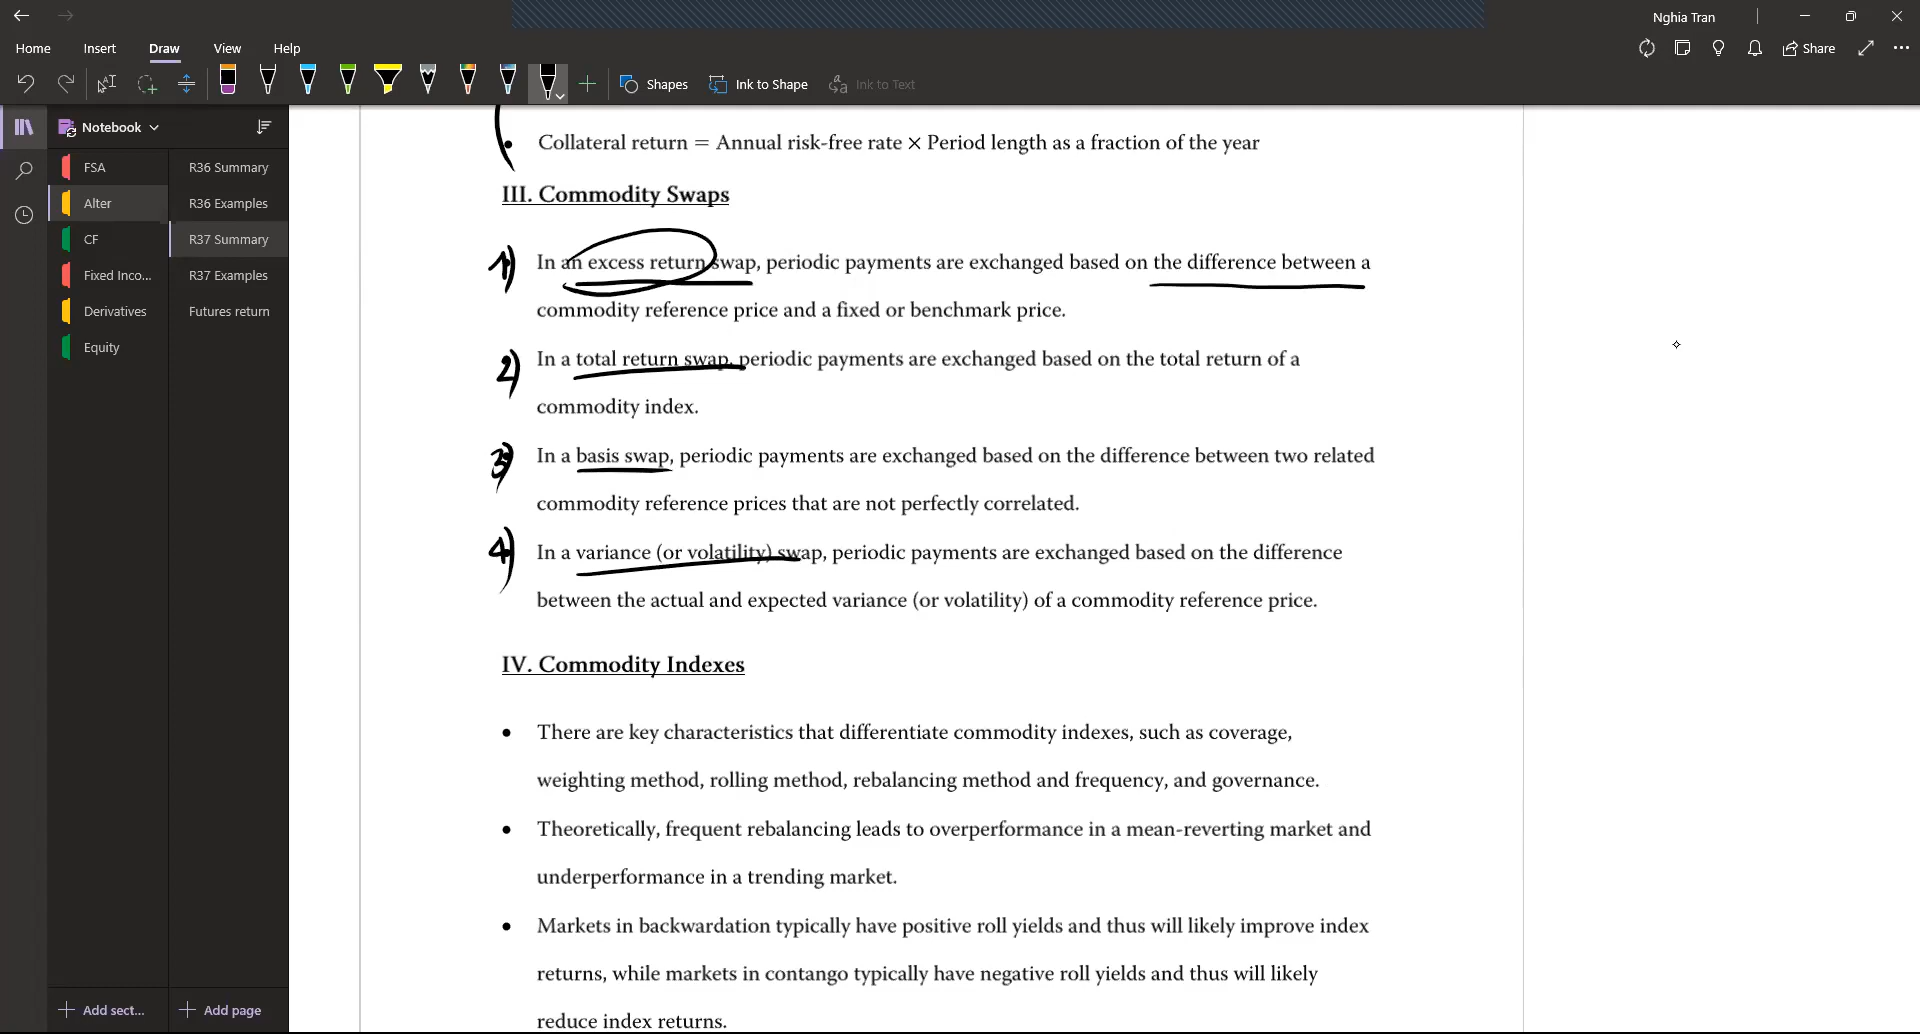 Nghia Tran
Home Insert Draw View Help
Share
Shapes Ink to Shape Ink to Text
Notebook
FSA
Alter
CF
Fixed Inco...
Derivatives
Equity
R36 Summary
R36 Examples
R37 Summary
R37 Examples
Futures return
Add sect...
Add page
• Collateral return = Annual risk-free rate × Period length as a fraction of the year
III. Commodity Swaps
1) In an excess return swap, periodic payments are exchanged based on the difference between a
commodity reference price and a fixed or benchmark price.
2) In a total return swap, periodic payments are exchanged based on the total return of a
commodity index.
3) In a basis swap, periodic payments are exchanged based on the difference between two related
commodity reference prices that are not perfectly correlated.
4) In a variance (or volatility) swap, periodic payments are exchanged based on the difference
between the actual and expected variance (or volatility) of a commodity reference price.
IV. Commodity Indexes
• There are key characteristics that differentiate commodity indexes, such as coverage,
weighting method, rolling method, rebalancing method and frequency, and governance.
• Theoretically, frequent rebalancing leads to overperformance in a mean-reverting market and
underperformance in a trending market.
• Markets in backwardation typically have positive roll yields and thus will likely improve index
returns, while markets in contango typically have negative roll yields and thus will likely
reduce index returns.